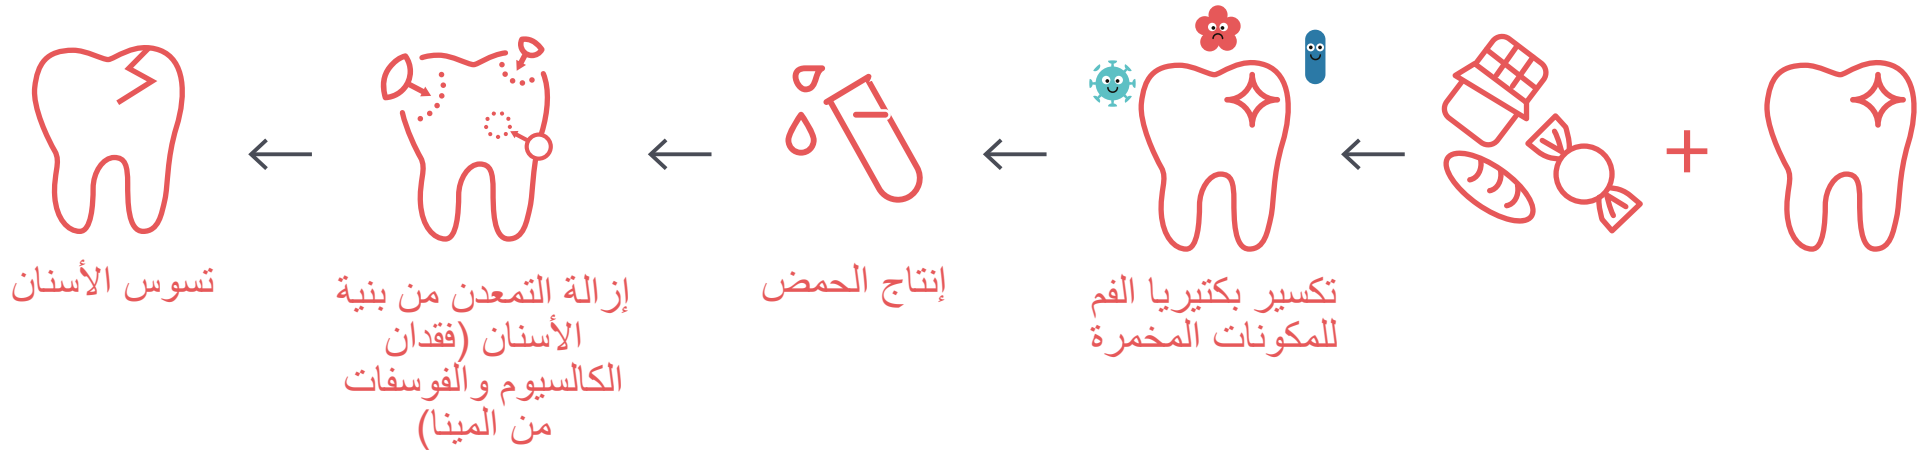 تكسير بكتيريا الفم
للمكونات المخمرة
إنتاج الحمض
إزالة التمعدن من بنية
الأسنان (فقدان
الكالسيوم والفوسفات
من المينا)
تسوس الأسنان